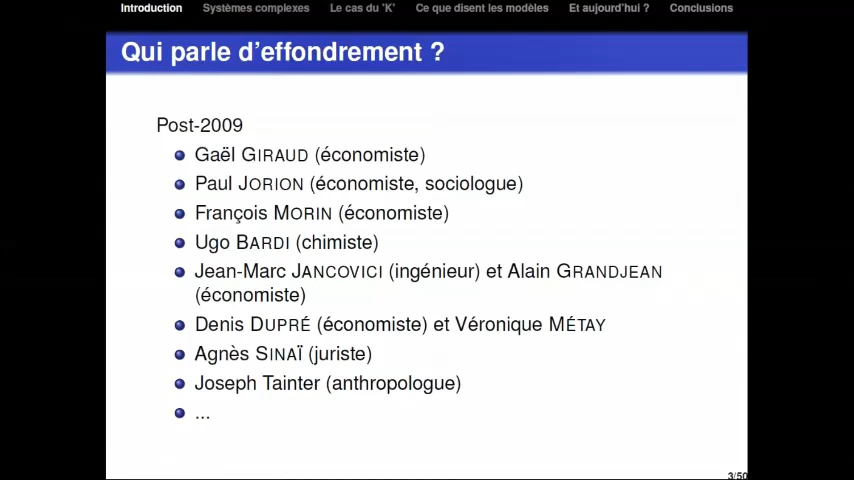 Introduction Systèmes complexes Le cas du 'K' Ce que disent les modèles Et aujourd'hui ? Conclusions
Qui parle d'effondrement ?
Post-2009
Gaël GIRAUD (économiste)
Paul JORION (économiste, sociologue)
François MORIN (économiste)
Ugo BARDI (chimiste)
Jean-Marc JANCOVICI (ingénieur) et Alain GRANDJEAN
(économiste)
Denis DUPRÉ (économiste) et Véronique MÉTAY
Agnès SINAÏ (juriste)
Joseph Tainter (anthropologue)
...
3/50